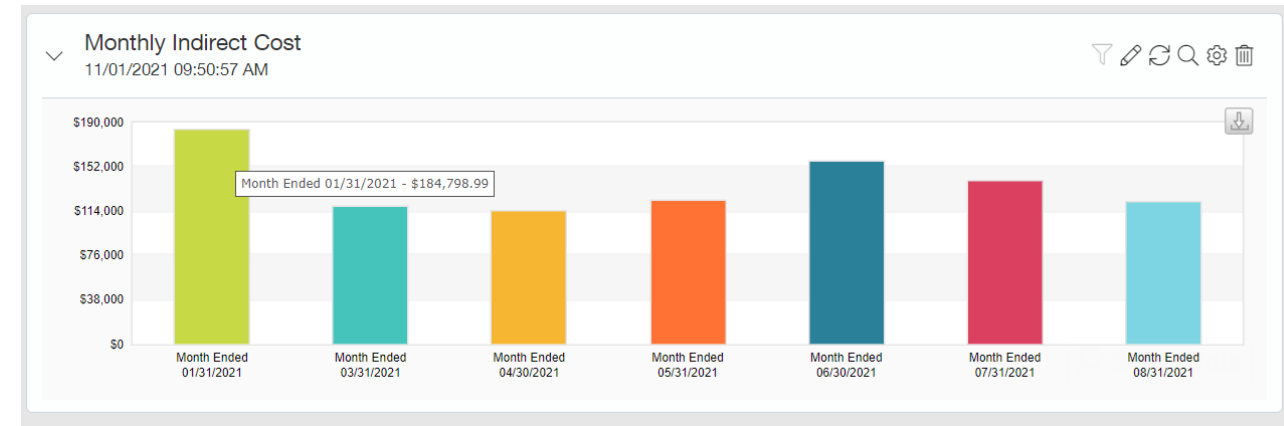 Monthly Indirect Cost
11/01/2021 09:50:57 AM
$190,000
$152,000
Month Ended 01/31/2021 - $184,798.99
$114,000
$76,000
$38,000
$0
Month Ended
01/31/2021
Month Ended
03/31/2021
Month Ended
04/30/2021
Month Ended
05/31/2021
Month Ended
06/30/2021
Month Ended
07/31/2021
Month Ended
08/31/2021